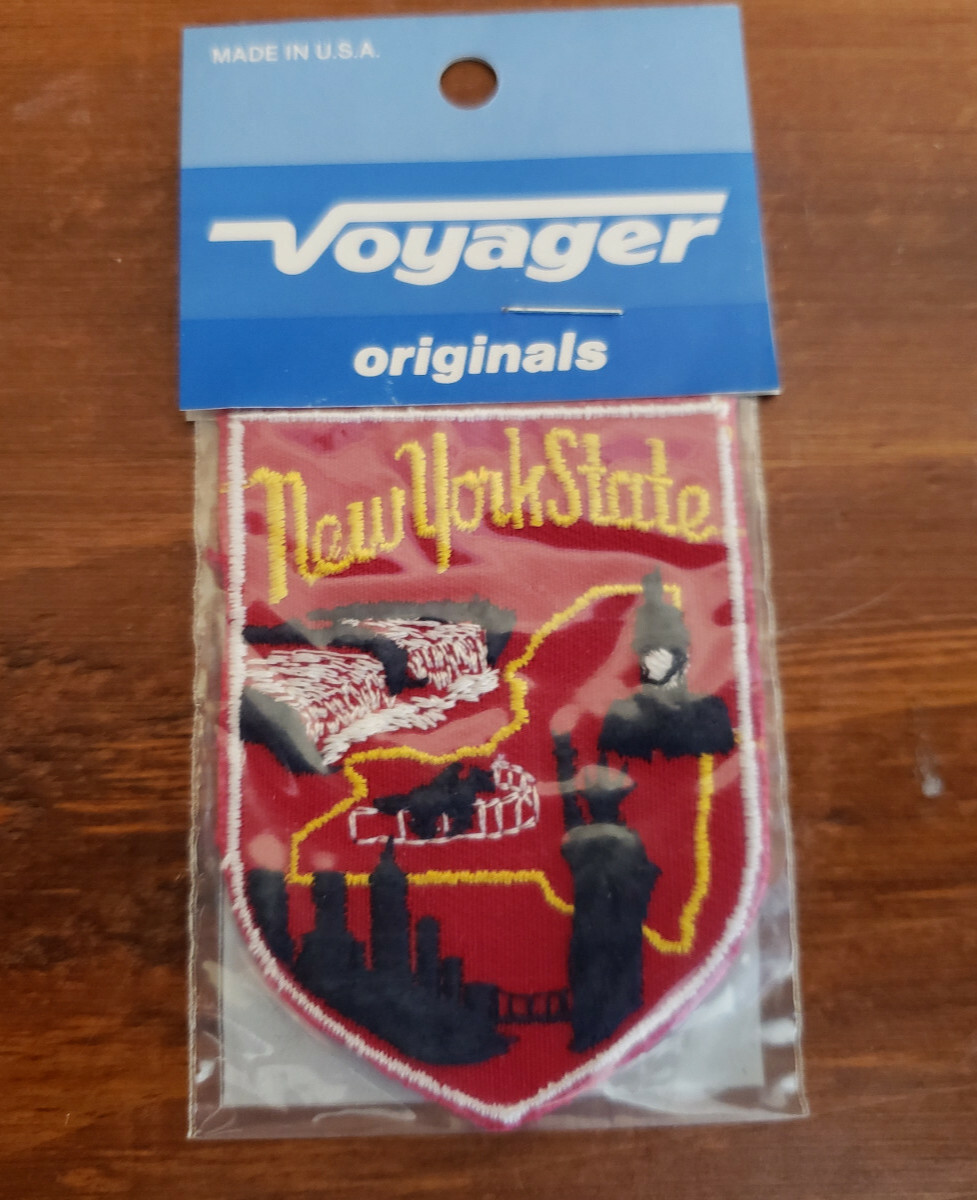 MADE IN U.S.A.
Voyager
originals
New York State